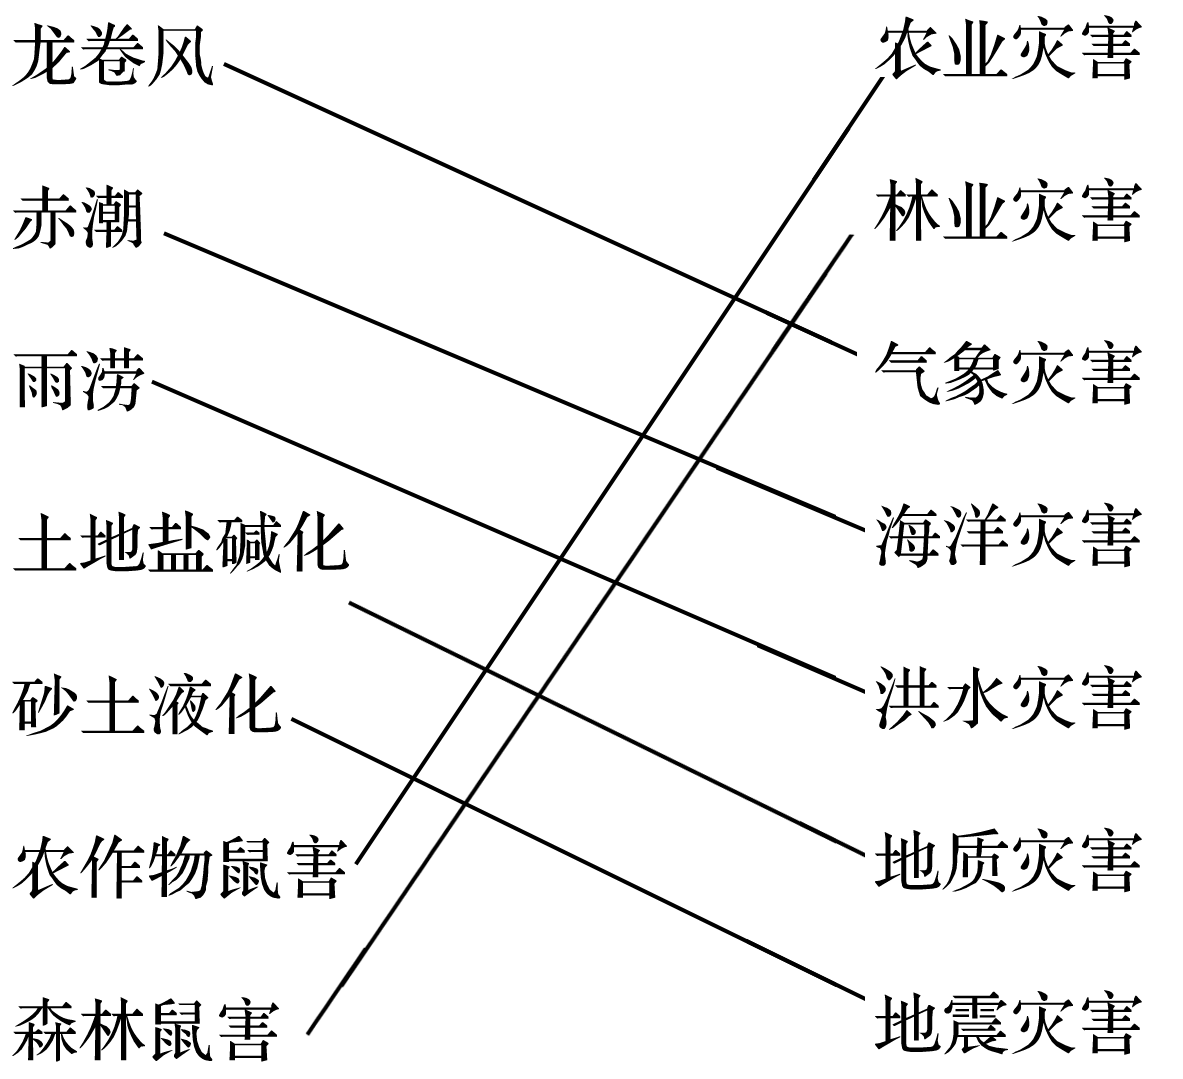 龙卷风
赤潮
雨涝
土地盐碱化
砂土液化
农作物鼠害
森林鼠害
农业灾害
林业灾害
气象灾害
海洋灾害
洪水灾害
地质灾害
地震灾害